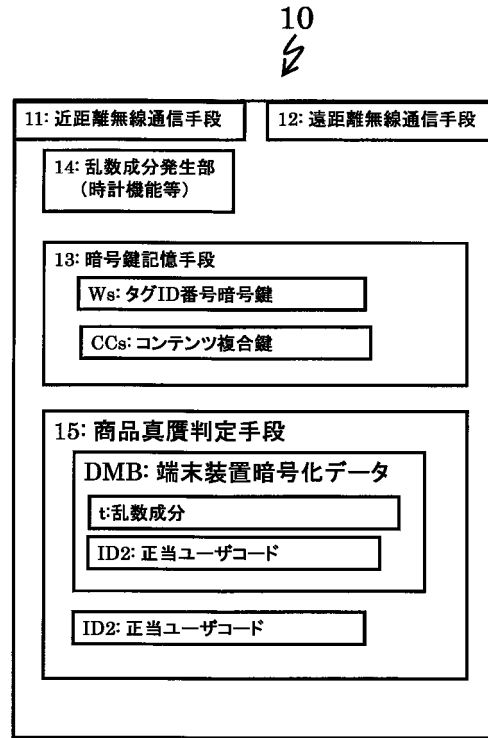 10
11: 近距離無線通信手段
12: 遠距離無線通信手段
14: 乱数成分発生部
(時計機能等)
13: 暗号鍵記憶手段
Ws: タグID番号暗号鍵
CCs: コンテンツ複合鍵
15: 商品真贋判定手段
DMB: 端末装置暗号化データ
t:乱数成分
ID2: 正当ユーザコード
ID2: 正当ユーザコード